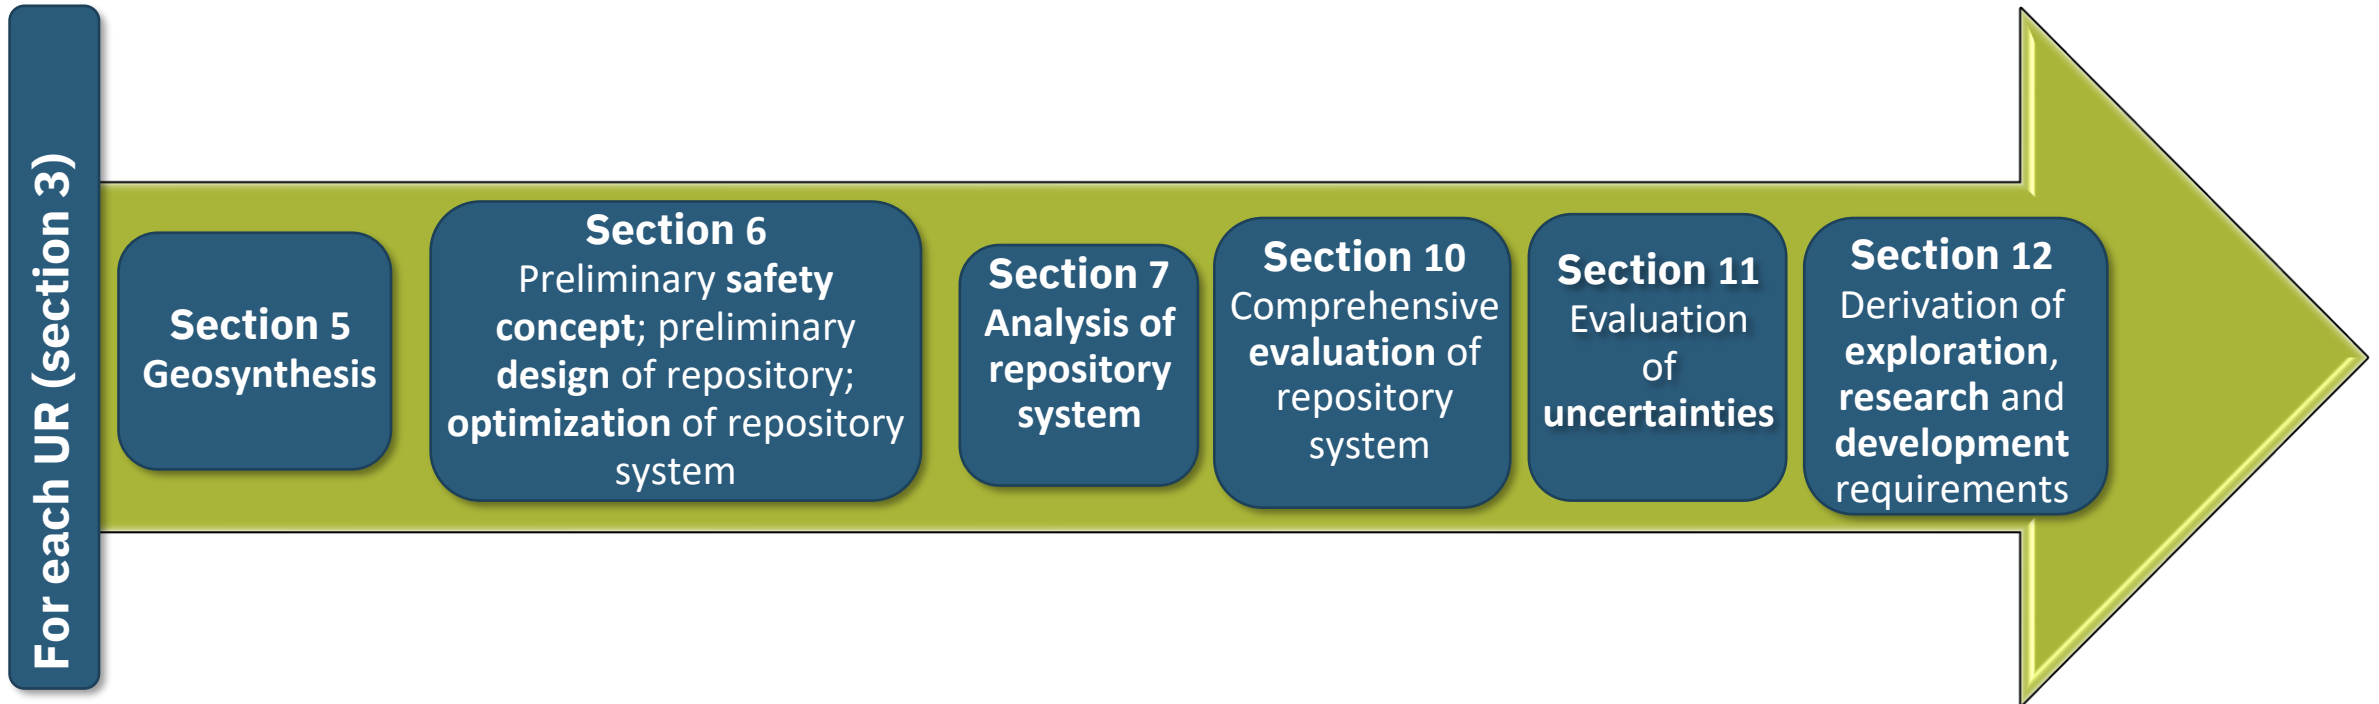 For each UR (section 3)
Section 5
Geosynthesis
Section 6
Preliminary safety
concept; preliminary
design of repository;
optimization of repository
system
Section 7
Analysis of
repository
system
Section 10
Comprehensive
evaluation of
repository
system
Section 11
Evaluation
of
uncertainties
Section 12
Derivation of
exploration,
research and
development
requirements